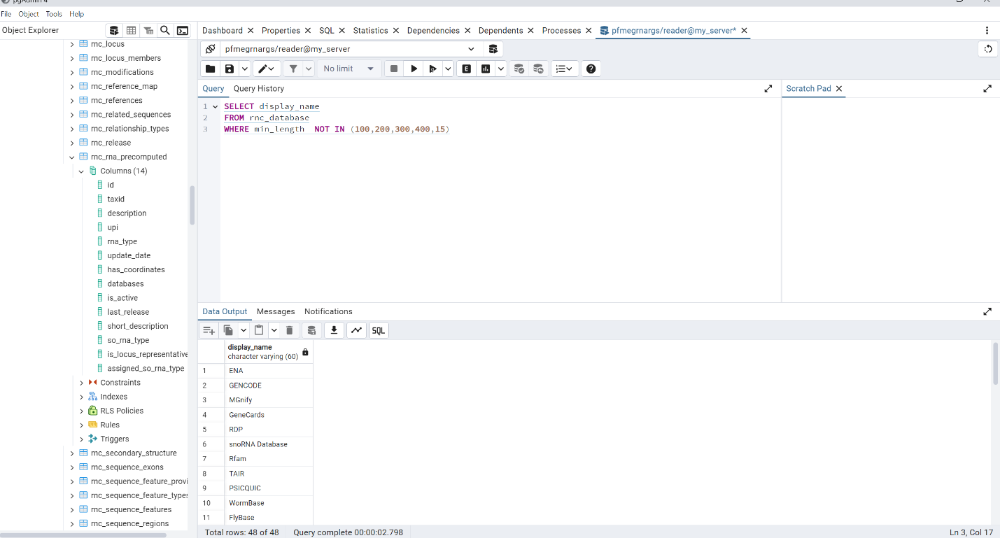 pgAdmin 4
File Object Tools Help
Object Explorer
Dashboard Properties SQL Statistics Dependencies Dependents Processes pfmegrnargs/reader@my_server*
pfmegrnargs/reader@my_server
No limit
E
Query Query History
Scratch Pad
1 SELECT display_name
2 FROM rnc_database
3 WHERE min_length  NOT IN (100,200,300,400,15)
rnc_locus
rnc_locus_members
rnc_modifications
rnc_reference_map
rnc_references
rnc_related_sequences
rnc_relationship_types
rnc_release
rnc_rna_precomputed
Columns (14)
id
taxid
description
upi
rna_type
update_date
has_coordinates
databases
is_active
last_release
short_description
so_rna_type
is_locus_representative
assigned_so_rna_type
Constraints
Indexes
RLS Policies
Rules
Triggers
rnc_secondary_structure
rnc_sequence_exons
rnc_sequence_feature_provi
rnc_sequence_feature_types
rnc_sequence_features
rnc_sequence_regions
Data Output Messages Notifications
SQL
display_name
character varying (60)
1 ENA
2 GENCODE
3 MGnify
4 GeneCards
5 RDP
6 snoRNA Database
7 Rfam
8 TAIR
9 PSICQUIC
10 WormBase
11 FlyBase
Total rows: 48 of 48 Query complete 00:00:02.798 Ln 3, Col 17